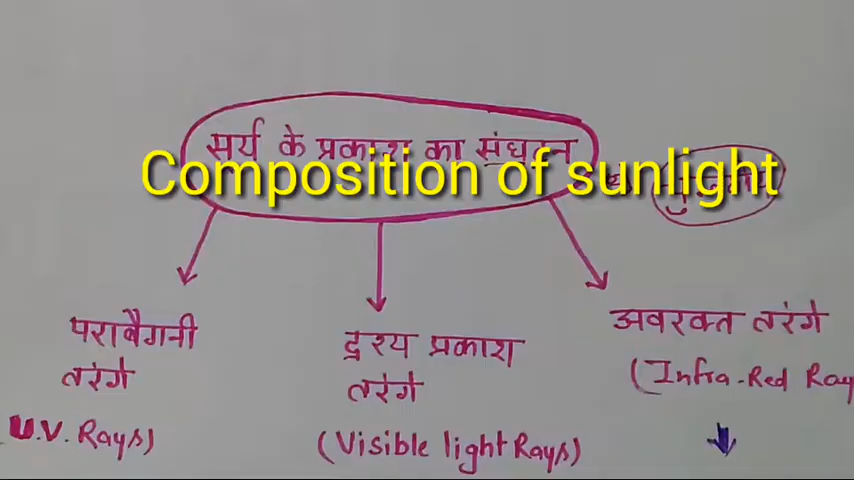 सूर्य के प्रकाश का संघटन
Composition of sunlight
पराबैगनी
तरंगे
U.V. Rays)
द्रश्य प्रकाश
तरंगे
(Visible light Rays)
अवरक्त तरंगे
(Infra-Red Ray